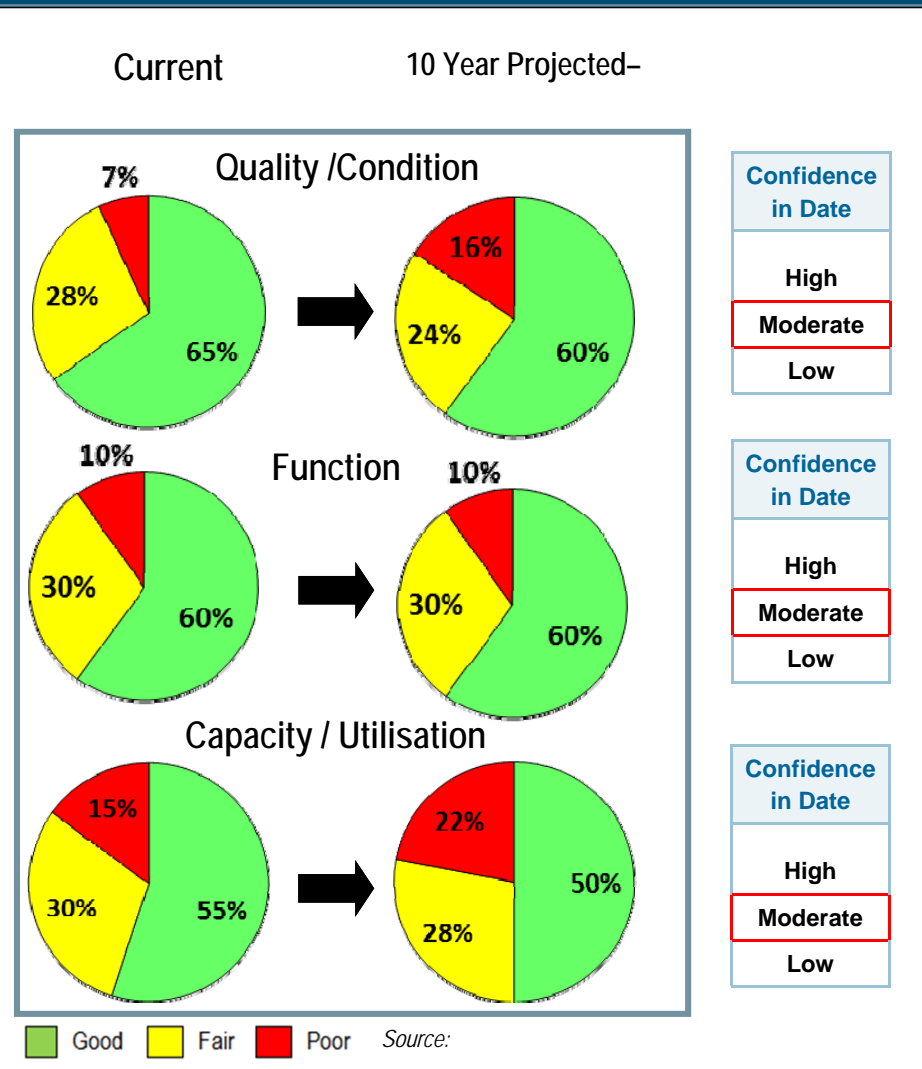 Current
10 Year Projected–
Quality /Condition
7%
28%
65%
16%
24%
60%
Confidence
in Date
High
Moderate
Low
Function
10%
30%
60%
10%
30%
60%
Confidence
in Date
High
Moderate
Low
Capacity / Utilisation
15%
30%
55%
22%
28%
50%
Confidence
in Date
High
Moderate
Low
Good
Fair
Poor
Source: